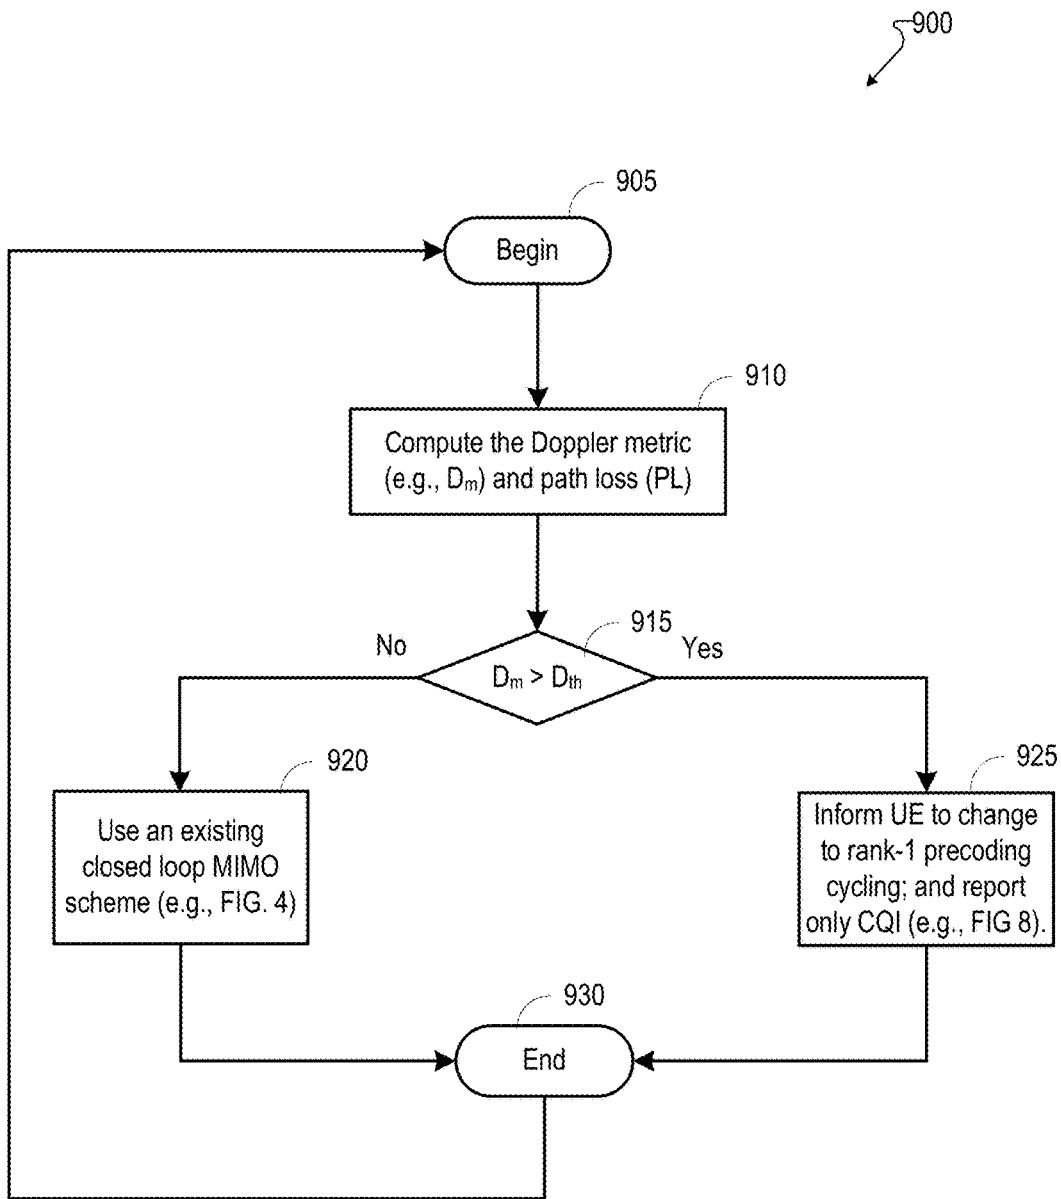 900
905
Begin
910
Compute the Doppler metric
(e.g., Dm) and path loss (PL)
915
No
Yes
Dm > Dth
920
Use an existing
closed loop MIMO
scheme (e.g., FIG. 4)
925
Inform UE to change
to rank-1 precoding
cycling; and report
only CQI (e.g., FIG 8).
930
End